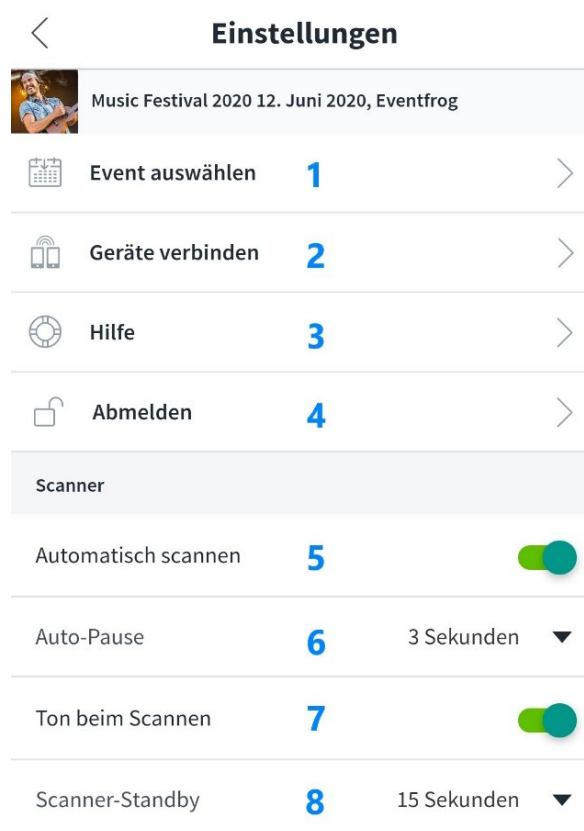 Einstellungen
Music Festival 2020 12. Juni 2020, Eventfrog
Event auswählen 1
Geräte verbinden 2
Hilfe 3
Abmelden 4
Scanner
Automatisch scannen 5
Auto-Pause 6 3 Sekunden
Ton beim Scannen 7
Scanner-Standby 8 15 Sekunden